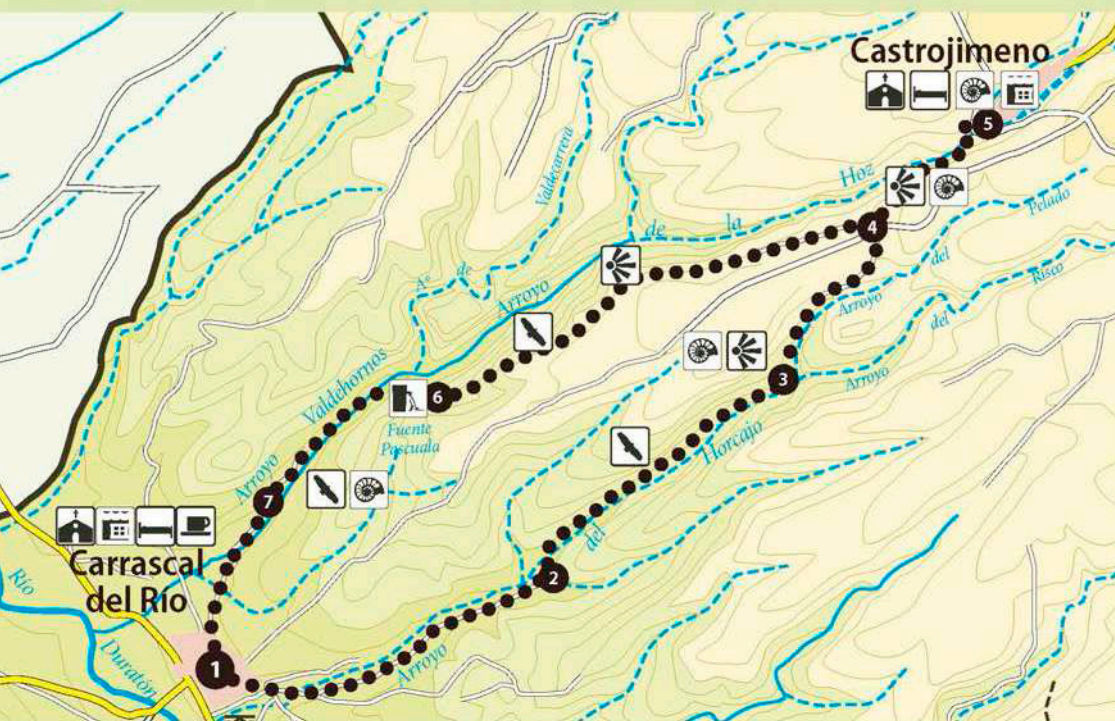 Castrojimeno
5
Valdecarrera
Hoz
de
la
4
Pelado
del
Arroyo
Risco
del
Arroyo
Aº
de
Arroyo
3
Valdehornos
6
Fuente
Pascuala
Horcajo
Arroyo
7
del
Carrascal
del Río
2
Río
Duratón
1
Arroyo